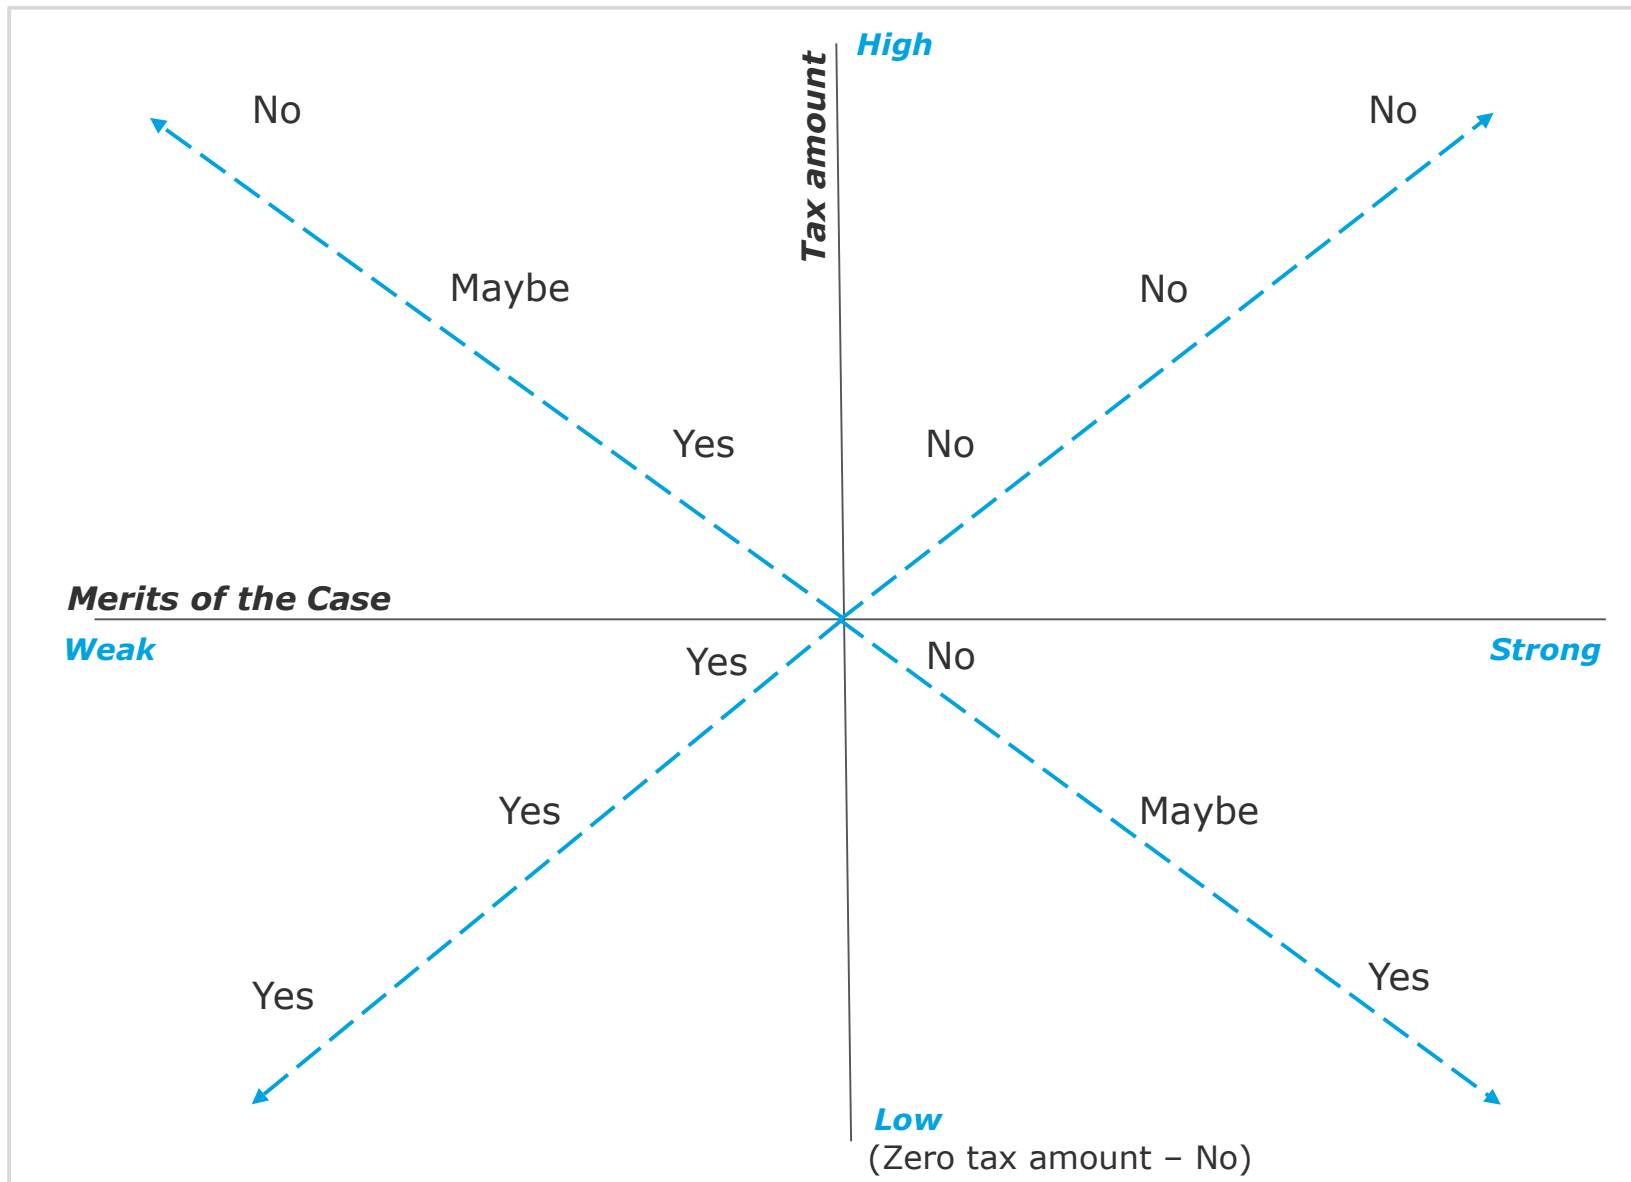 High
Tax amount
No
No
Maybe
No
Yes
No
Merits of the Case
Weak
Strong
Yes
No
Yes
Maybe
Yes
Yes
Low
(Zero tax amount – No)